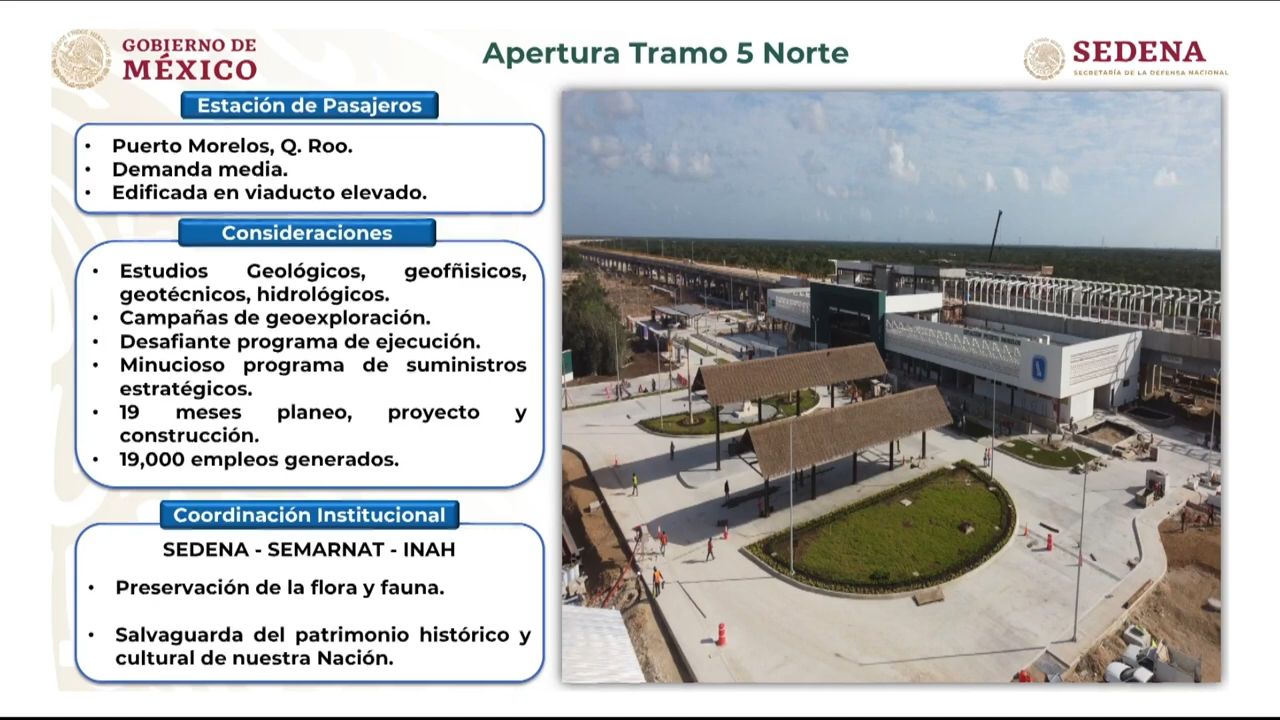 GOBIERNO DE
MÉXICO
Apertura Tramo 5 Norte
SEDENA
SECRETARÍA DE LA DEFENSA NACIONAL
Estación de Pasajeros
• Puerto Morelos, Q. Roo.
• Demanda media.
• Edificada en viaducto elevado.
Consideraciones
• Estudios Geológicos, geofñisicos,
geotécnicos, hidrológicos.
• Campañas de geoexploración.
• Desafiante programa de ejecución.
• Minucioso programa de suministros
estratégicos.
• 19 meses planeo, proyecto y
construcción.
• 19,000 empleos generados.
Coordinación Institucional
SEDENA - SEMARNAT - INAH
• Preservación de la flora y fauna.
• Salvaguarda del patrimonio histórico y
cultural de nuestra Nación.